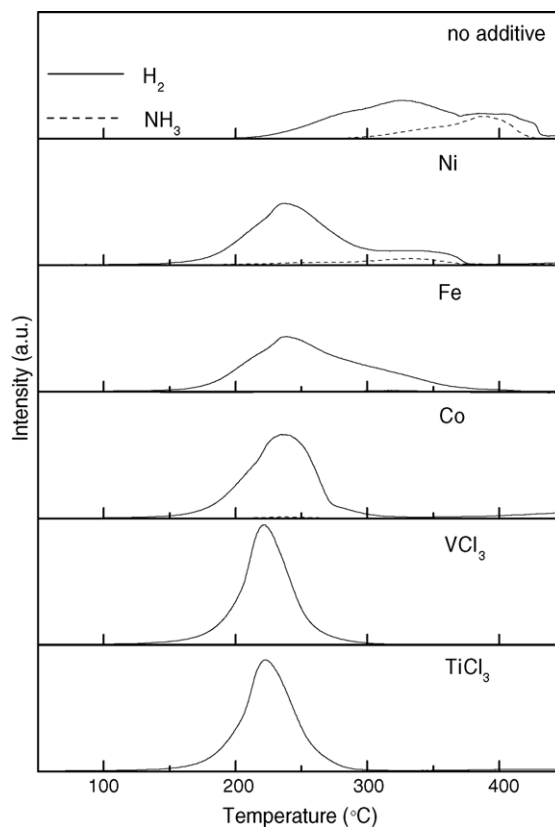 no additive
H2
NH3
Ni
Fe
Co
VCl3
TiCl3
Intensity (a.u.)
100 200 300 400
Temperature (°C)